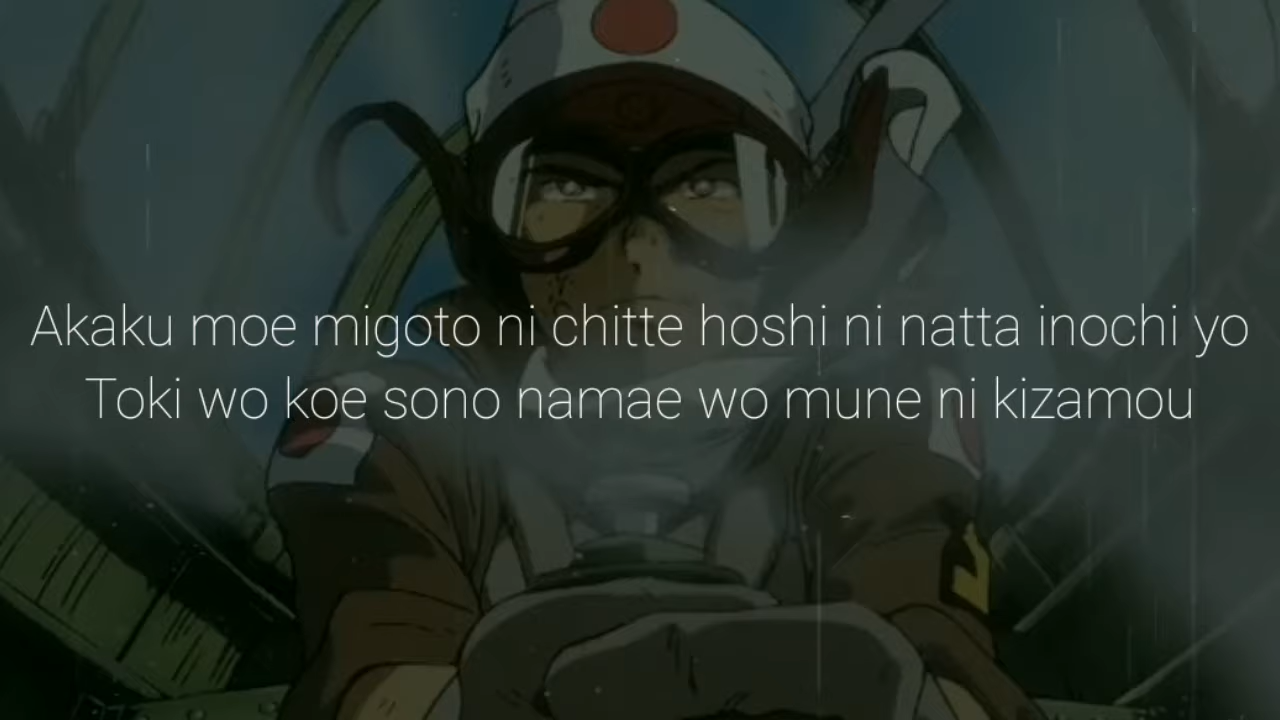 Akaku moe migoto ni chitte hoshi ni natta inochi yo
Toki wo koe sono namae wo mune ni kizamou